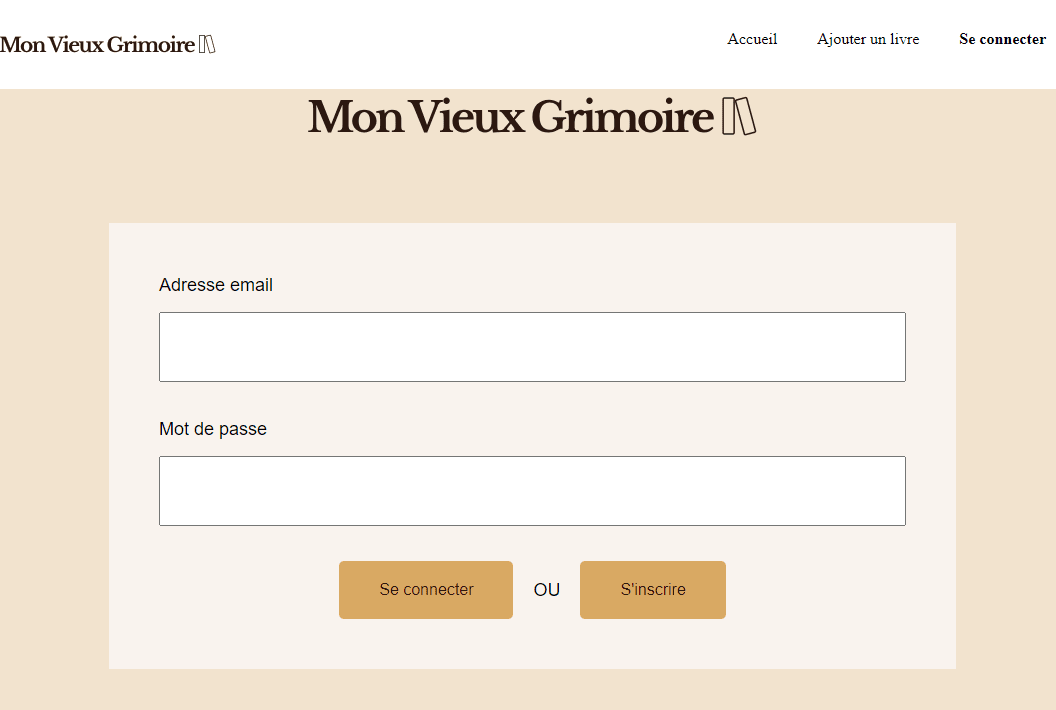 Mon Vieux Grimoire
Accueil
Ajouter un livre
Se connecter
Mon Vieux Grimoire
Adresse email
Mot de passe
Se connecter OU S'inscrire